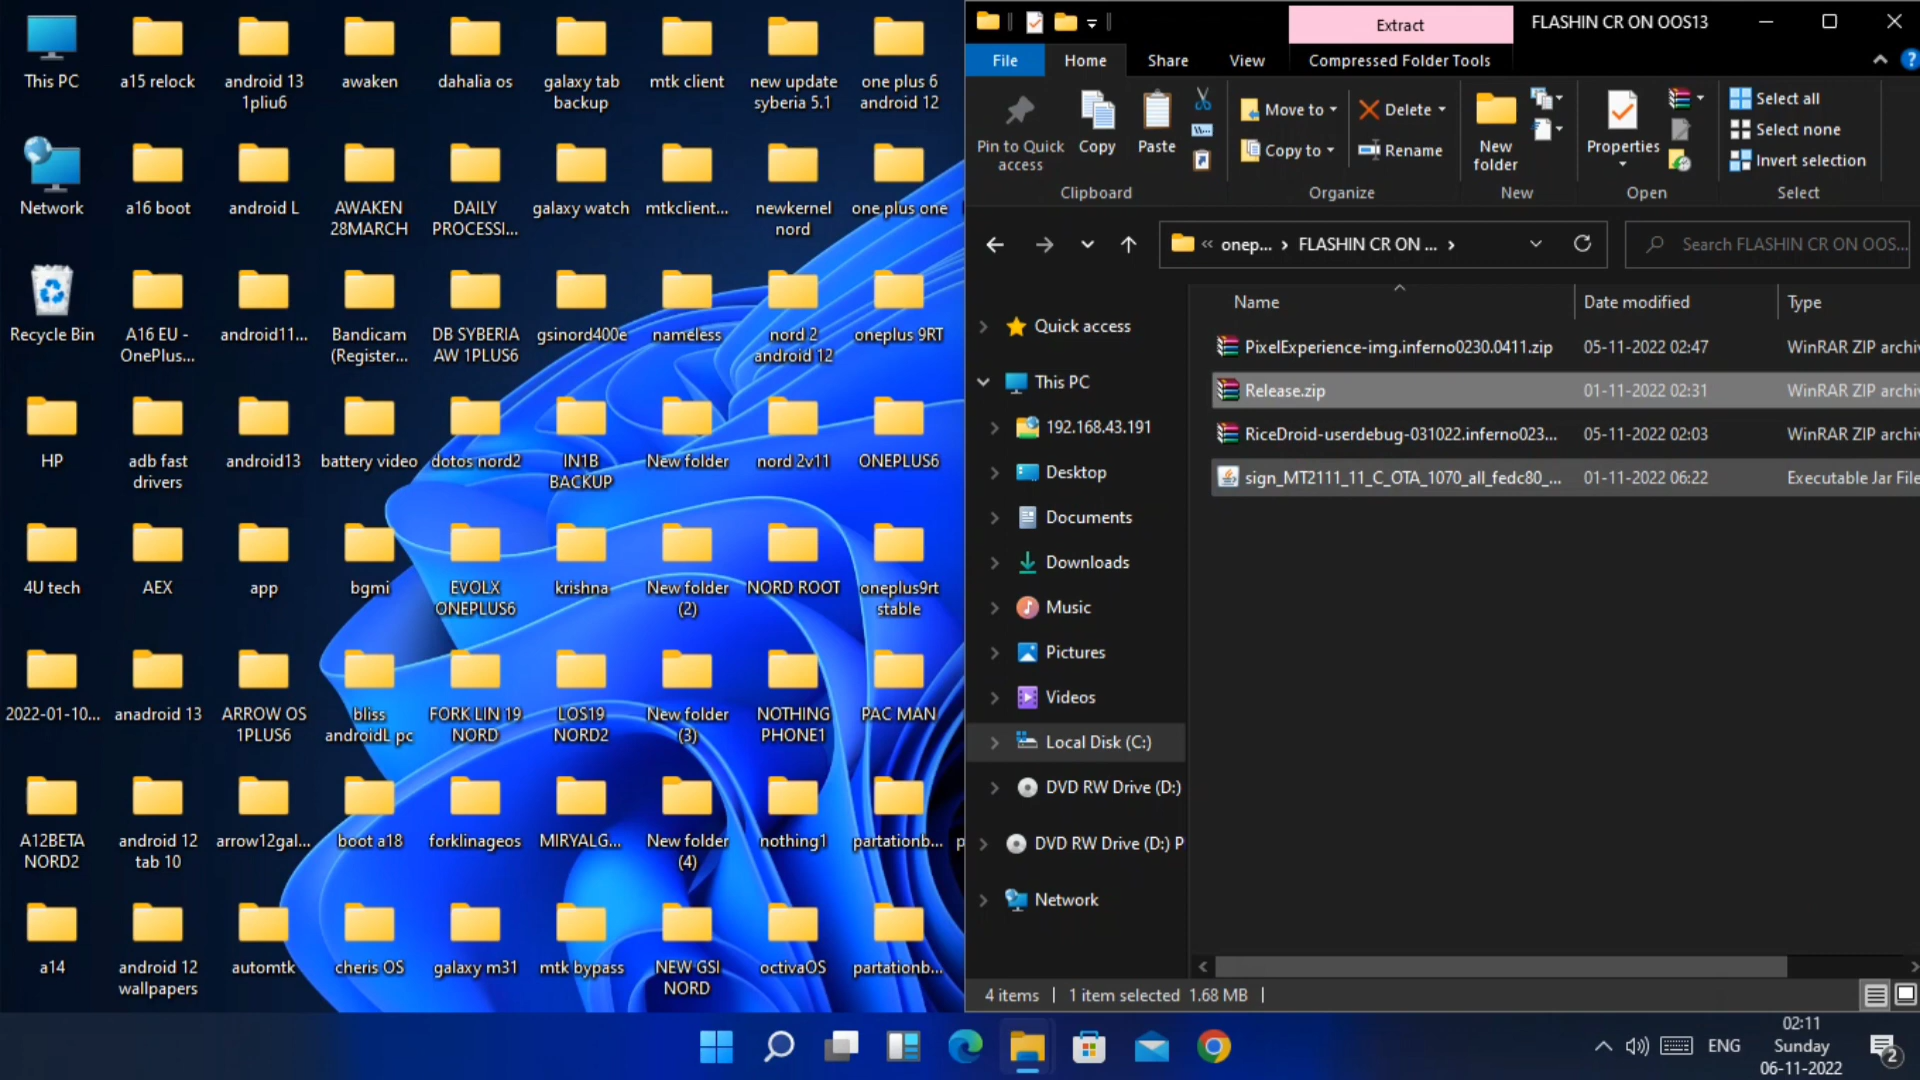 This PC
a15 relock
android 13
1pliu6
awaken
dahalia os
galaxy tab
backup
mtk client
new update
syberia 5.1
one plus 6
android 12
Network
a16 boot
android L
AWAKEN
28MARCH
DAILY
PROCESSI...
galaxy watch
mtkclient...
newkernel
nord
one plus one
Recycle Bin
A16 EU -
OnePlus...
android11...
Bandicam
(Register...
DB SYBERIA
AW 1PLUS6
gsinord400e
nameless
nord 2
android 12
oneplus 9RT
HP
adb fast
drivers
android13
battery video
dotos nord2
IN1B
BACKUP
New folder
nord 2v11
ONEPLUS6
4U tech
AEX
app
bgmi
EVOLX
ONEPLUS6
krishna
New folder
(2)
NORD ROOT
oneplus9rt
stable
2022-01-10...
anadroid 13
ARROW OS
1PLUS6
bliss
androidL pc
FORK LIN 19
NORD
LOS19
NORD2
New folder
(3)
NOTHING
PHONE1
PAC MAN
A12BETA
NORD2
android 12
tab 10
arrow12gal...
boot a18
forklinageos
MIRYALG...
New folder
(4)
nothing1
partationb...
p
a14
android 12
wallpapers
automtk
cheris OS
galaxy m31
mtk bypass
NEW GSI
NORD
octivaOS
partationb...
Extract
FLASHIN CR ON OOS13
File
Home
Share
View
Compressed Folder Tools
?
Pin to Quick
access
Copy
Paste
Move to
Copy to
Delete
Rename
New
folder
Properties
Select all
Select none
Invert selection
Clipboard
Organize
New
Open
Select
« onep... › FLASHIN CR ON ... ›
Search FLASHIN CR ON OOS...
Name
Date modified
Type
Quick access
This PC
192.168.43.191
Desktop
Documents
Downloads
Music
Pictures
Videos
Local Disk (C:)
DVD RW Drive (D:)
DVD RW Drive (D:) P
Network
PixelExperience-img.inferno0230.0411.zip 05-11-2022 02:47 WinRAR ZIP archiv
Release.zip 01-11-2022 02:31 WinRAR ZIP archiv
RiceDroid-userdebug-031022.inferno023... 05-11-2022 02:03 WinRAR ZIP archiv
sign_MT2111_11_C_OTA_1070_all_fedc80_... 01-11-2022 06:22 Executable Jar File
4 items | 1 item selected 1.68 MB |
ENG
02:11
Sunday
06-11-2022
2